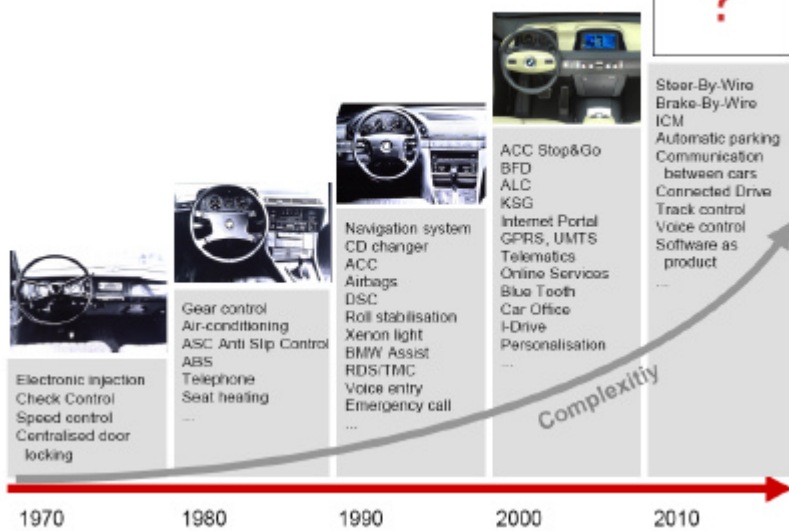 ?
Electronic injection
Check Control
Speed control
Centralised door
locking
Gear control
Air-conditioning
ASC Anti Slip Control
ABS
Telephone
Seat heating
...
Navigation system
CD changer
ACC
Airbags
DSC
Roll stabilisation
Xenon light
BMW Assist
RDS/TMC
Voice entry
Emergency call
...
ACC Stop&Go
BFD
ALC
KSG
Internet Portal
GPRS, UMTS
Telematics
Online Services
Blue Tooth
Car Office
I-Drive
Personalisation
...
Steer-By-Wire
Brake-By-Wire
ICM
Automatic parking
Communication
between cars
Connected Drive
Track control
Voice control
Software as
product
...
Complexitiy
1970
1980
1990
2000
2010